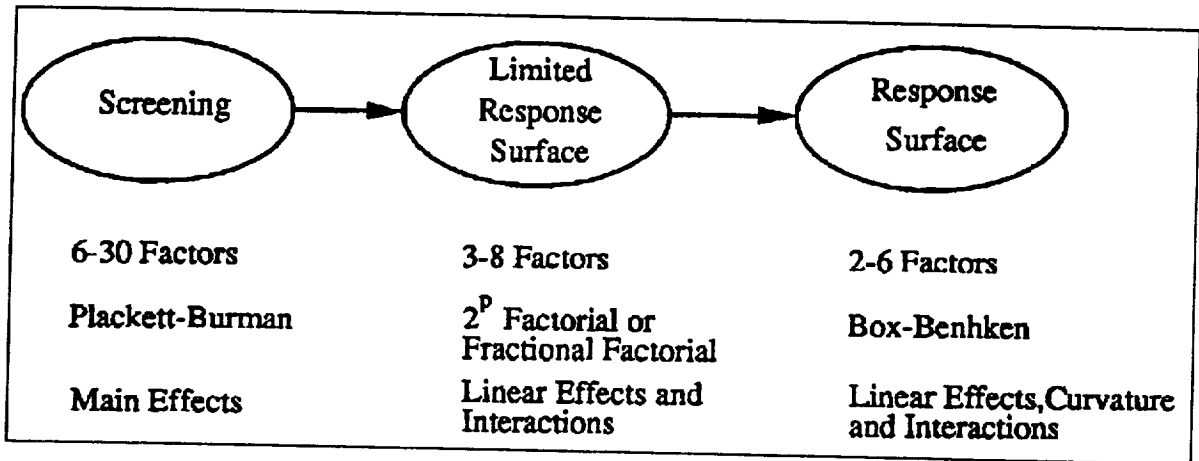 Screening
Limited
Response
Surface
Response
Surface
6-30 Factors
Plackett-Burman
Main Effects
3-8 Factors
2^p Factorial or
Fractional Factorial
Linear Effects and
Interactions
2-6 Factors
Box-Benhken
Linear Effects,Curvature
and Interactions